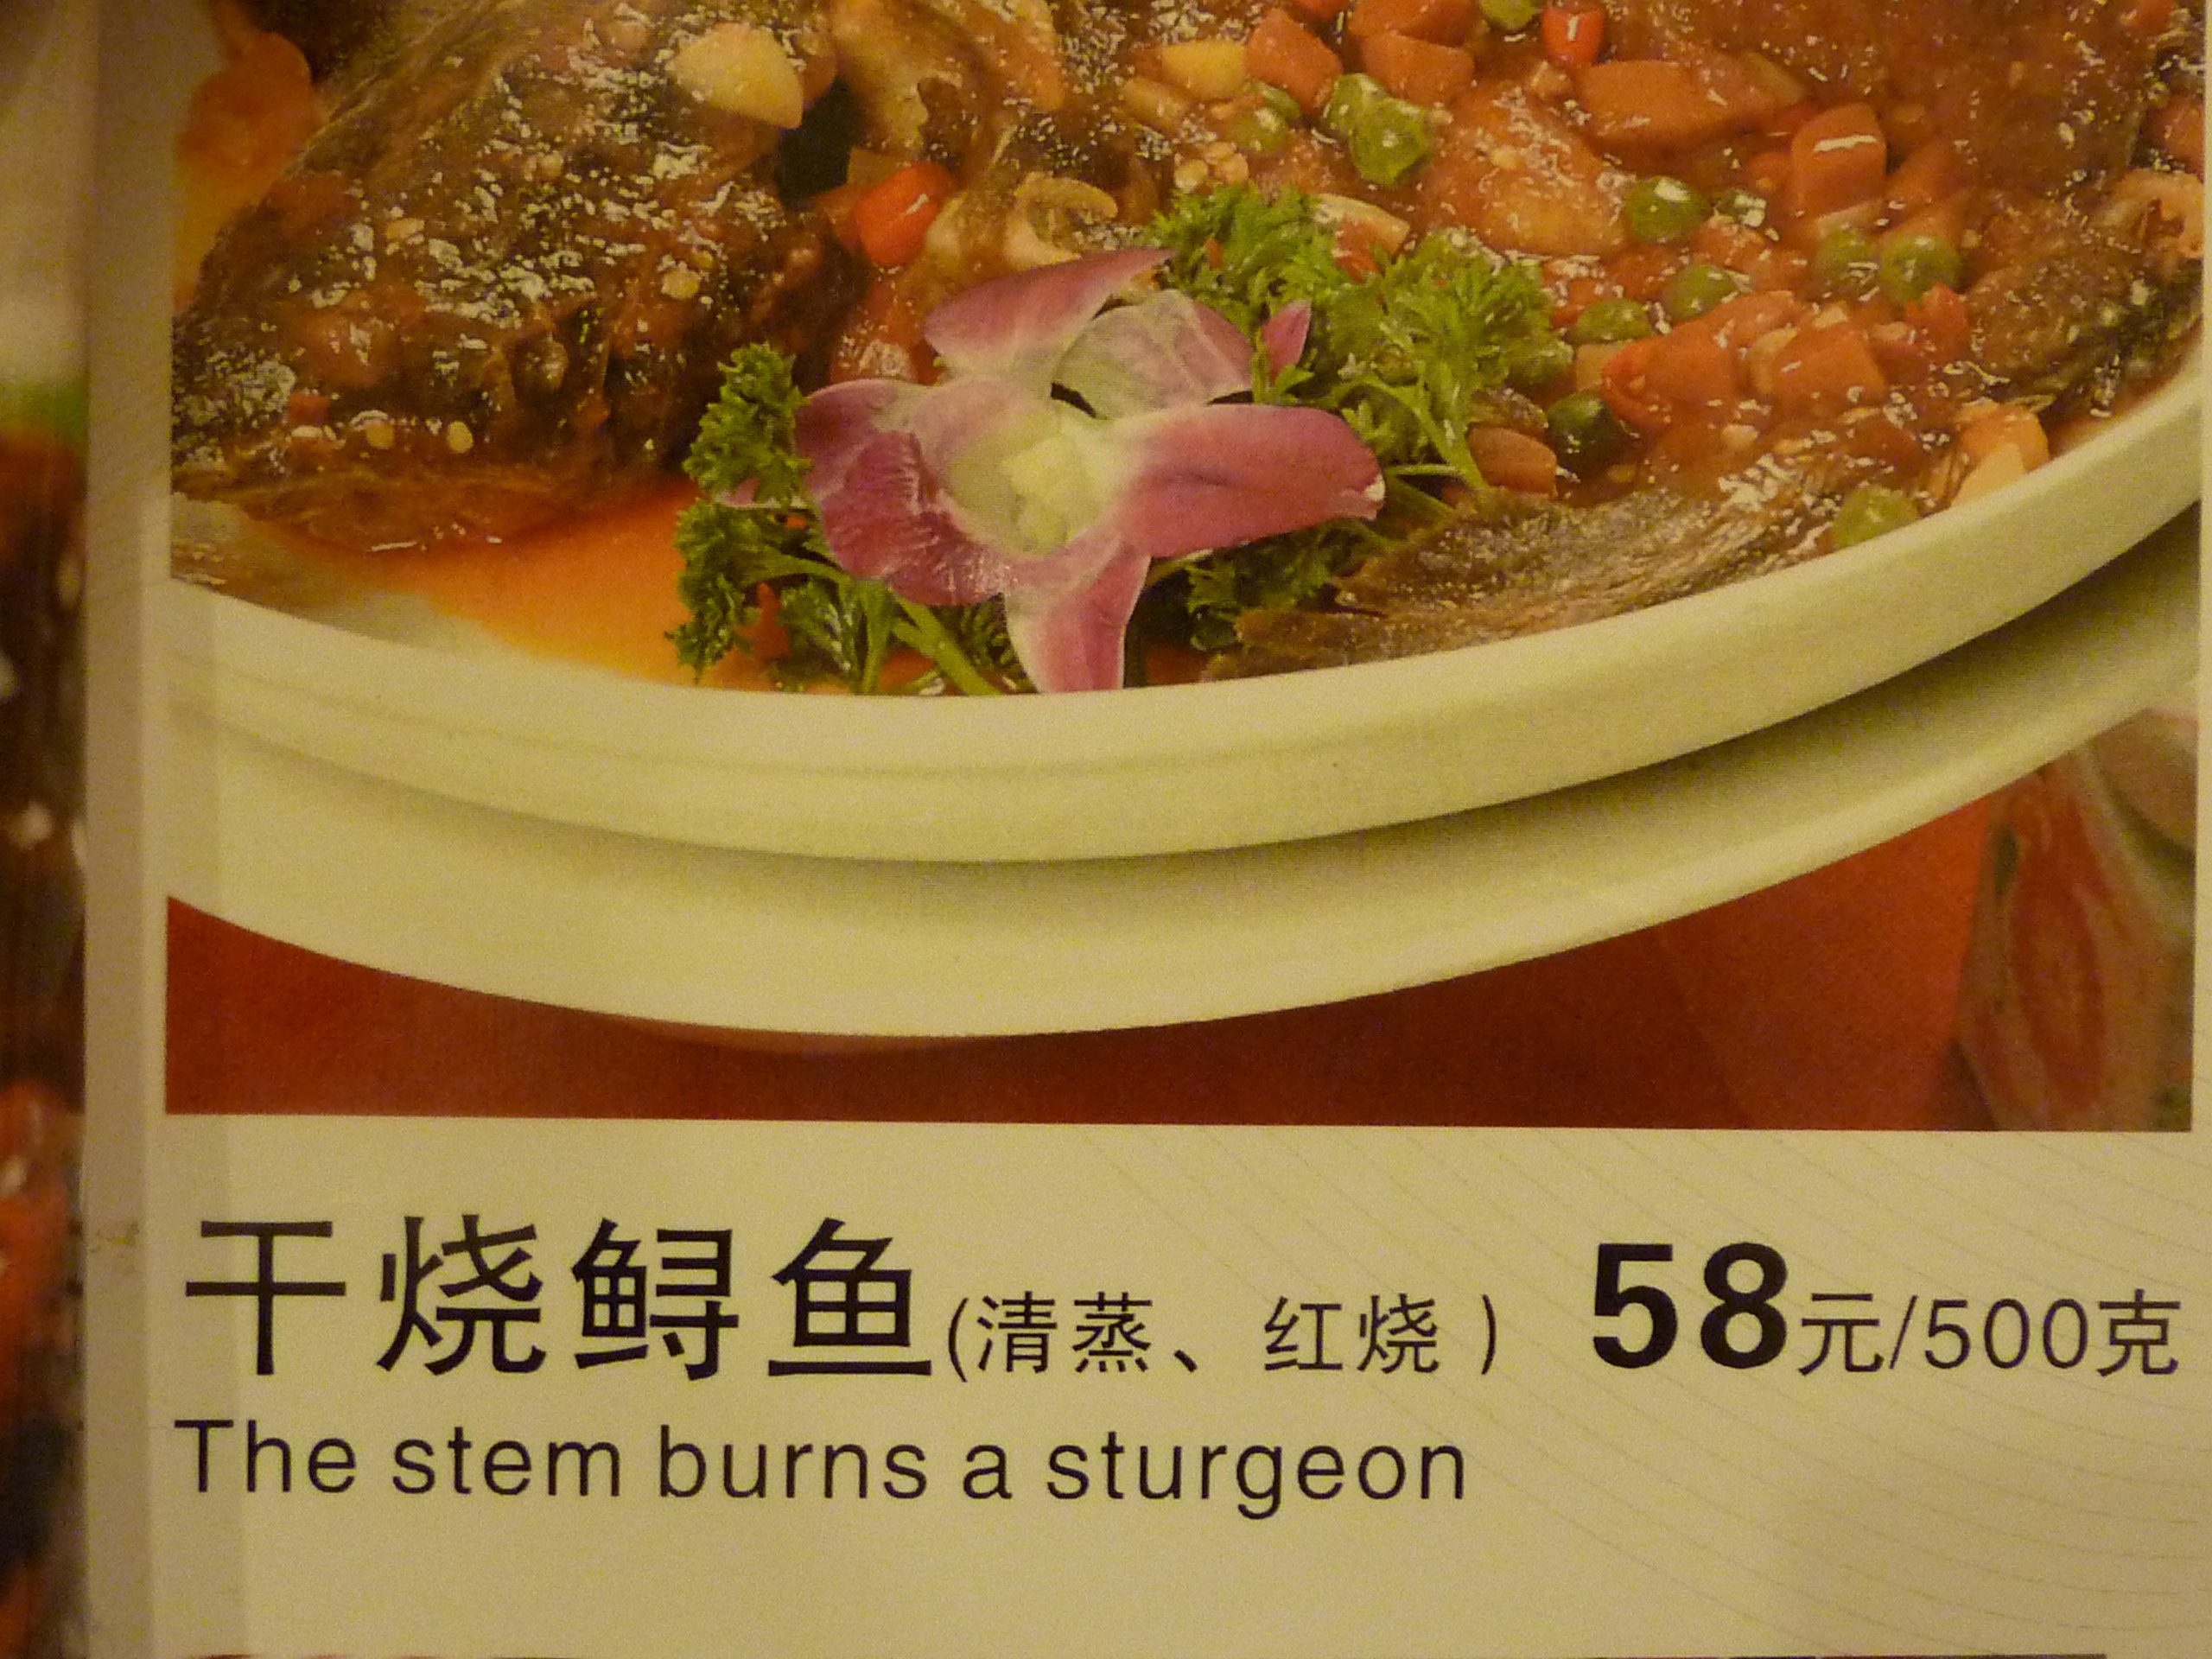 干烧鲟鱼(清蒸、红烧) 58元/500克
The stem burns a sturgeon